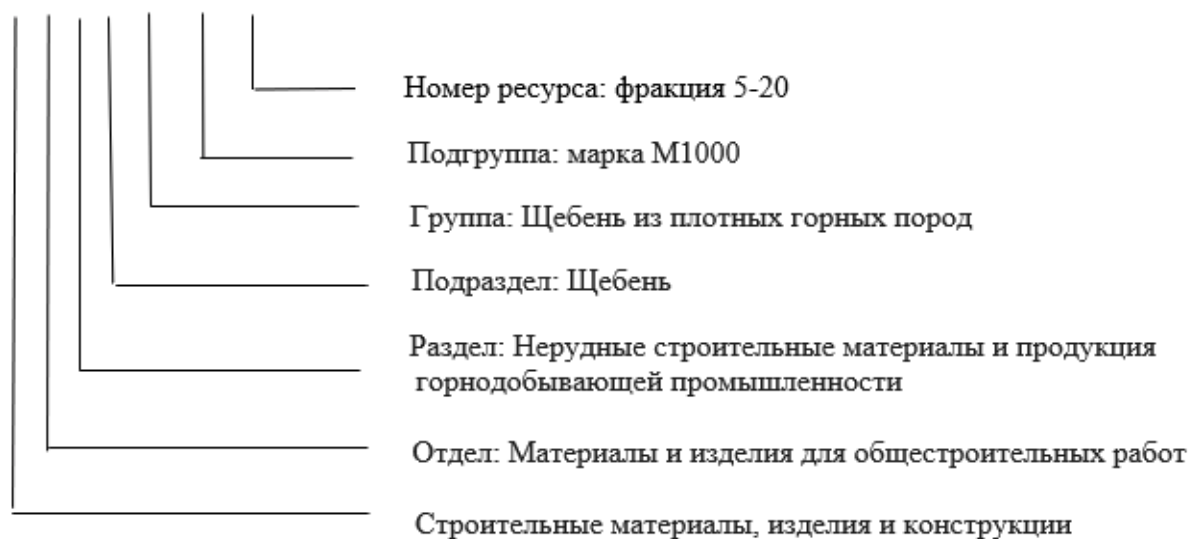 Номер ресурса: фракция 5-20
Подгруппа: марка М1000
Группа: Щебень из плотных горных пород
Подраздел: Щебень
Раздел: Нерудные строительные материалы и продукция
горнодобывающей промышленности
Отдел: Материалы и изделия для общестроительных работ
Строительные материалы, изделия и конструкции